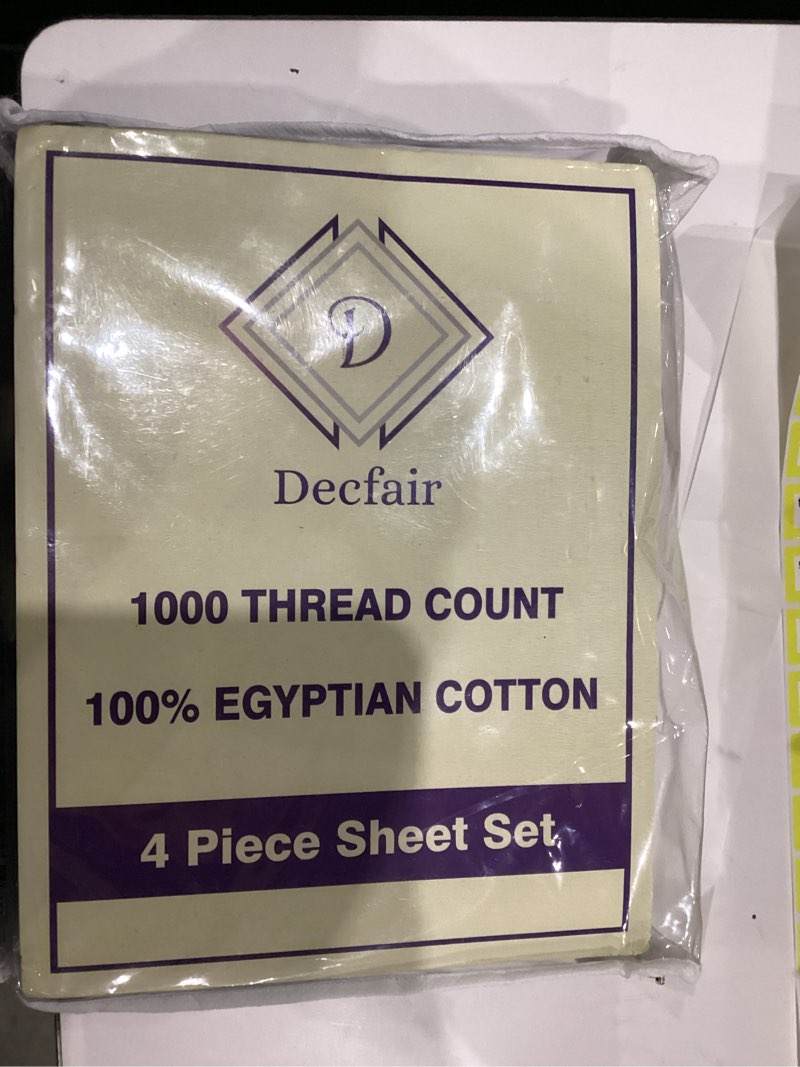 D
Decfair
1000 THREAD COUNT
100% EGYPTIAN COTTON
4 Piece Sheet Set